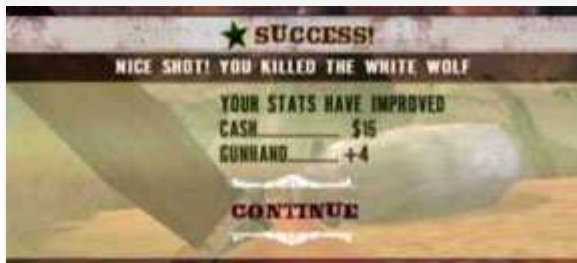 SUCCESS!
NICE SHOT! YOU KILLED THE WHITE WOLF
YOUR STATS HAVE IMPROVED
CASH $15
GUNHAND +4
CONTINUE